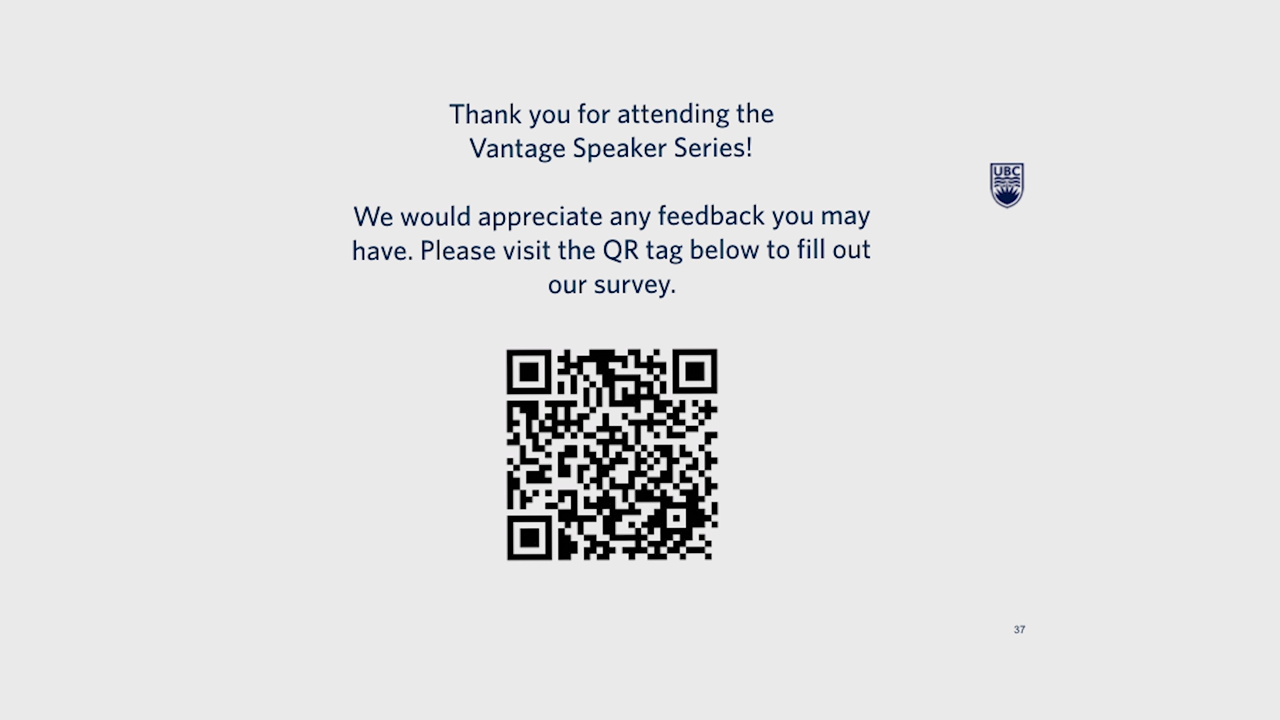 Thank you for attending the
Vantage Speaker Series!
UBC
We would appreciate any feedback you may
have. Please visit the QR tag below to fill out
our survey.
37